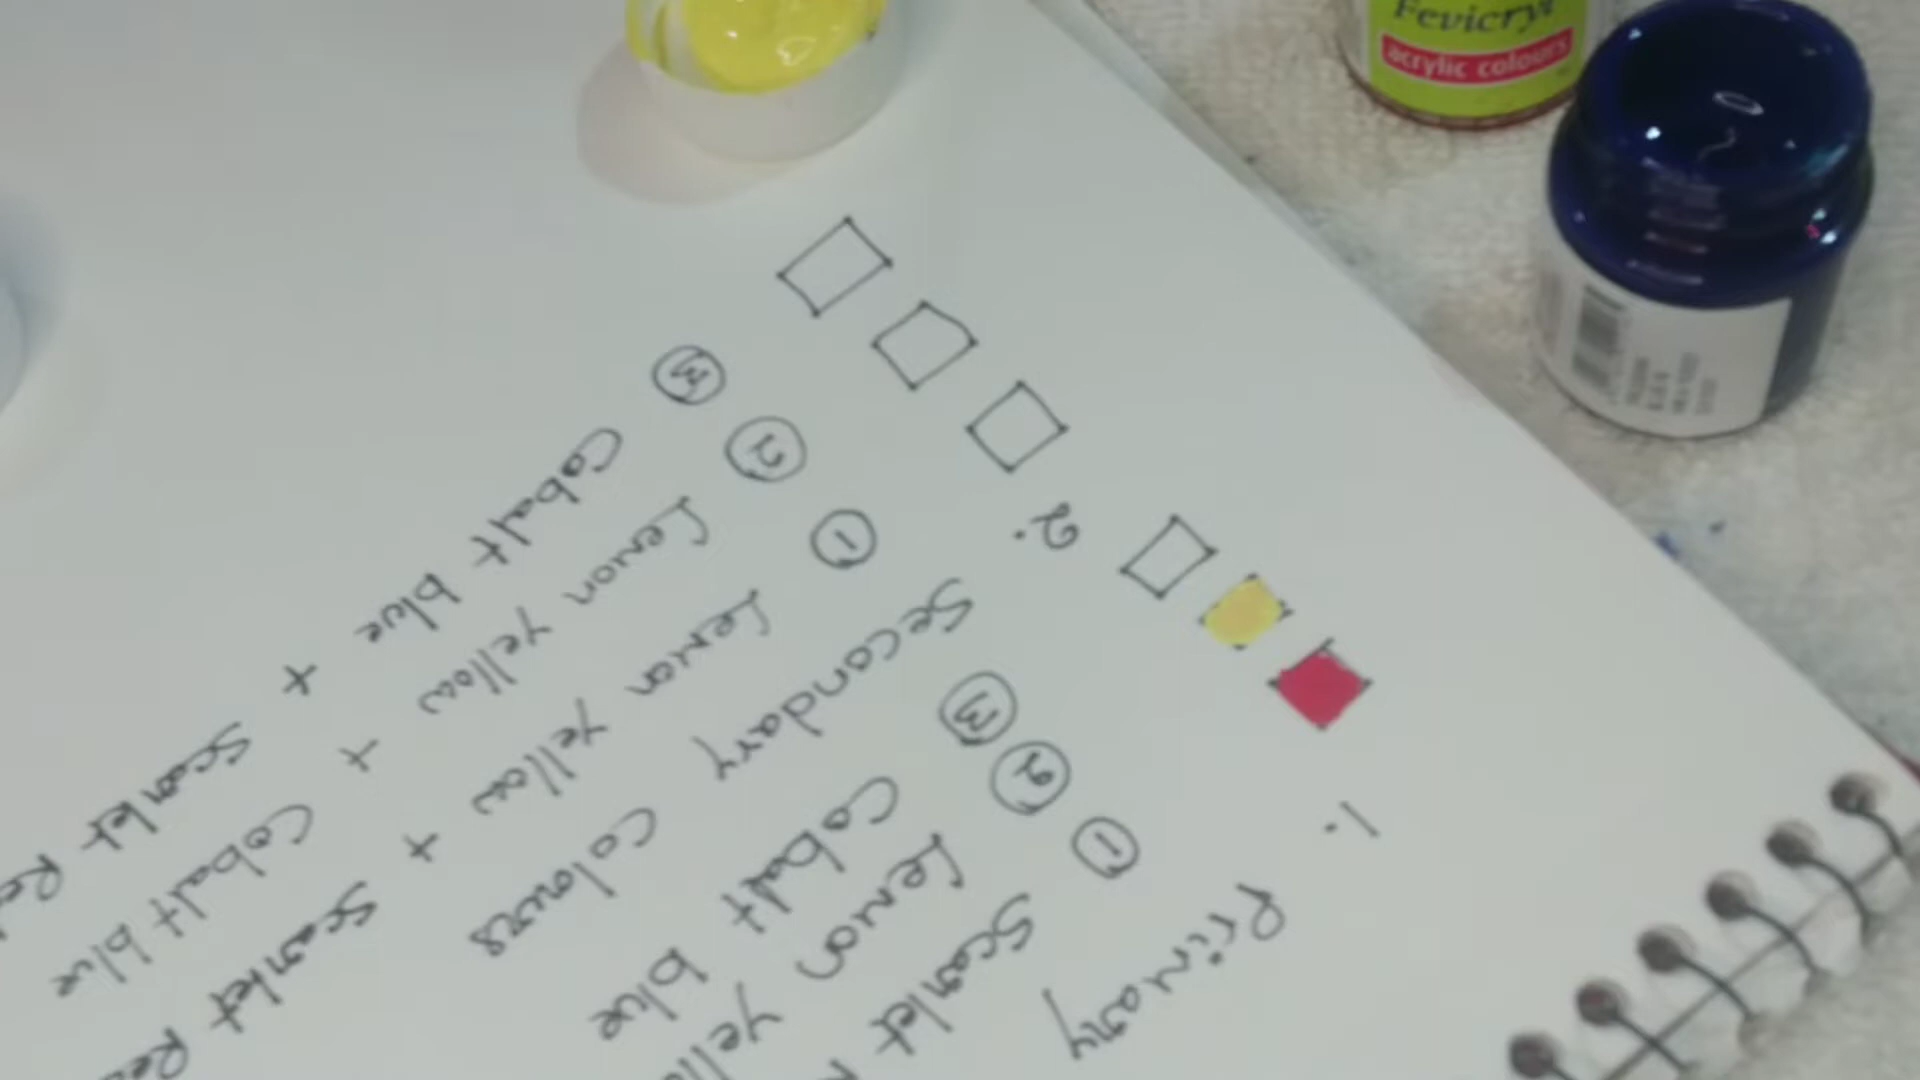 Fevicryl
acrylic colours
1. Primary
① Scarlet
② Lemon Yell
③ Cobalt blue
2. Secondary Colours
① Lemon Yellow + Scarlet Re
② Lemon Yellow + Cobalt blue
③ Cobalt blue + Scarlet Re